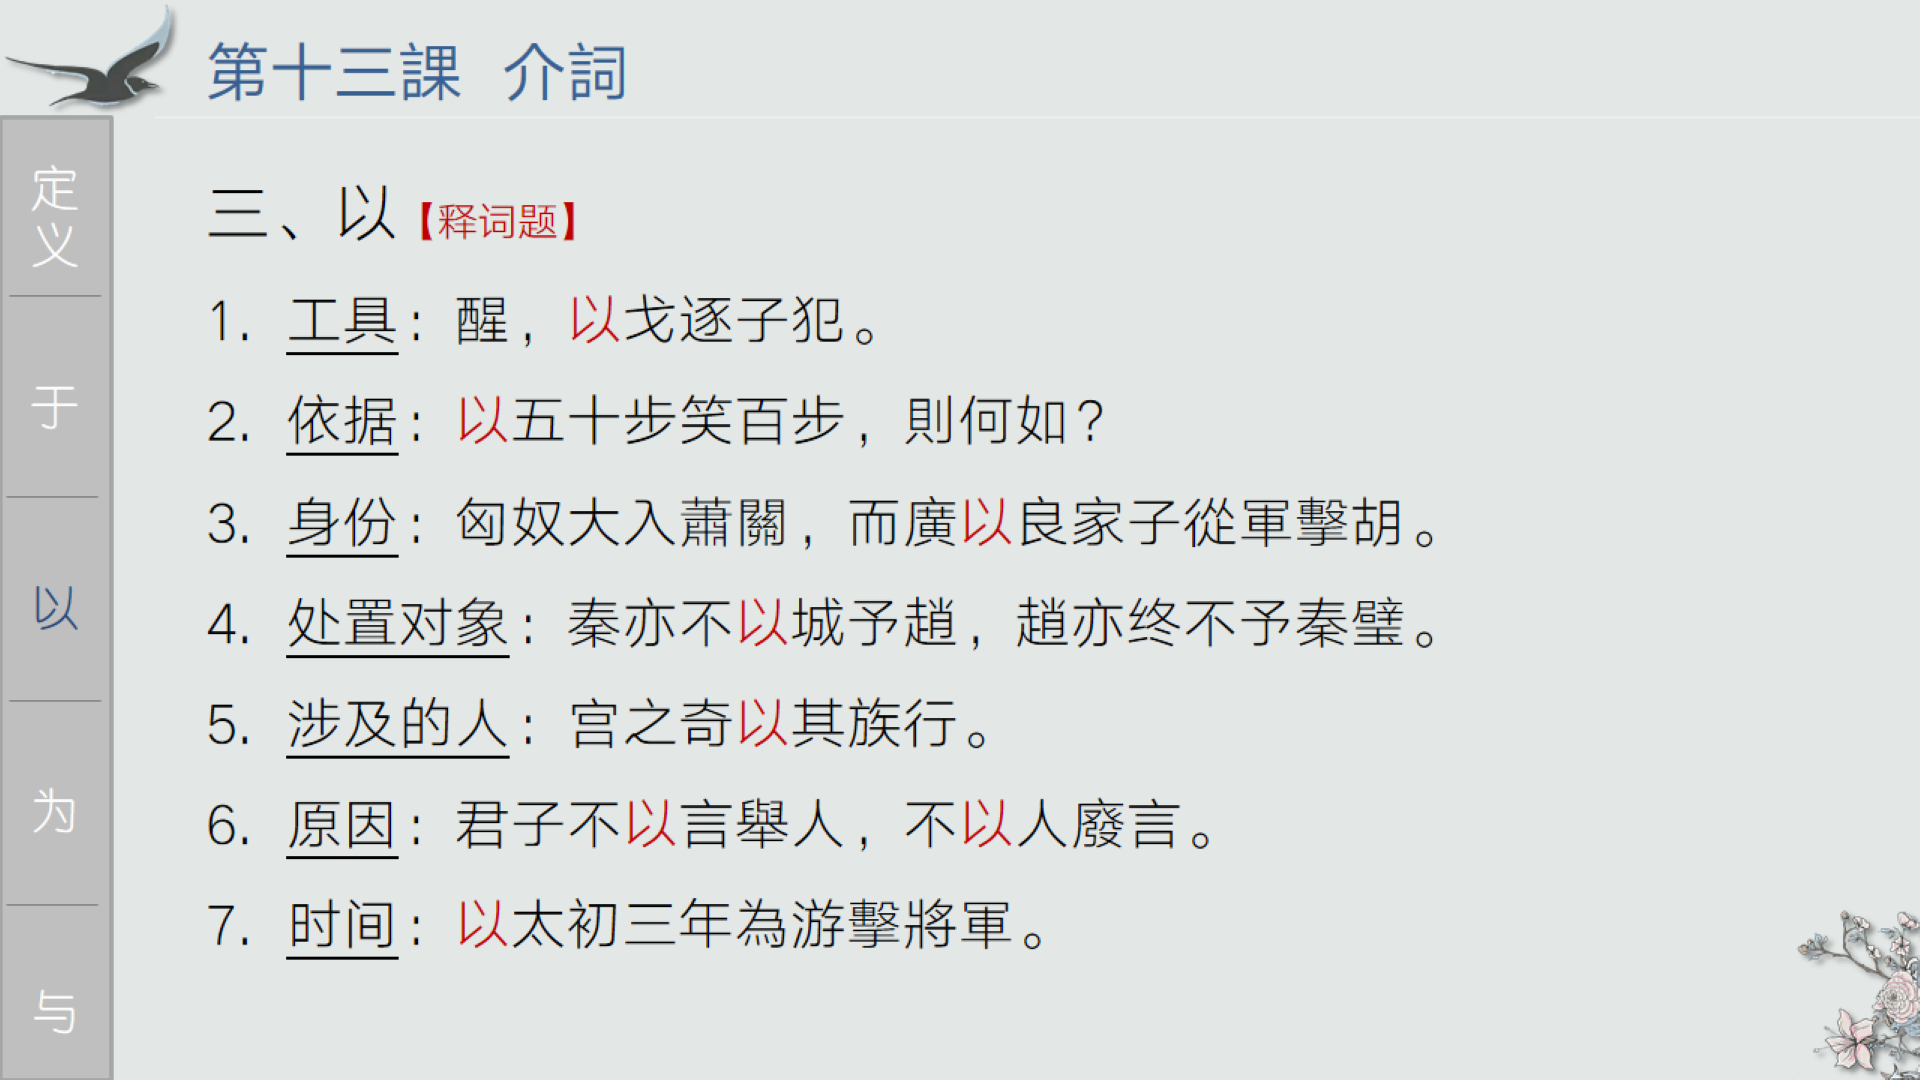 第十三課 介詞
定
义
于
以
为
与
三、以【释词题】
1. 工具：醒，以戈逐子犯。
2. 依据：以五十步笑百步，則何如？
3. 身份：匈奴大入蕭關，而廣以良家子從軍擊胡。
4. 处置对象：秦亦不以城予趙，趙亦终不予秦璧。
5. 涉及的人：宫之奇以其族行。
6. 原因：君子不以言舉人，不以人廢言。
7. 时间：以太初三年為游擊將軍。